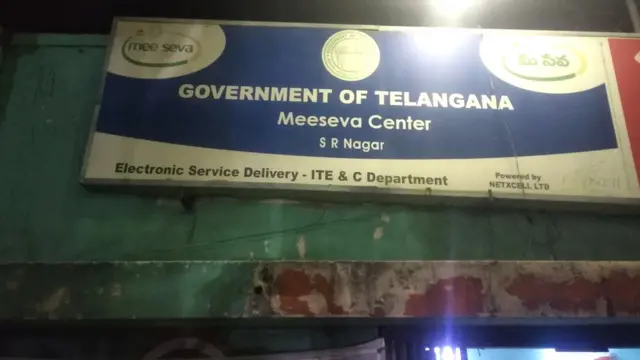 mee seva
మీ సేవ
GOVERNMENT OF TELANGANA
Meeseva Center
S R Nagar
Electronic Service Delivery - ITE & C Department
Powered by
NETXCELL LTD